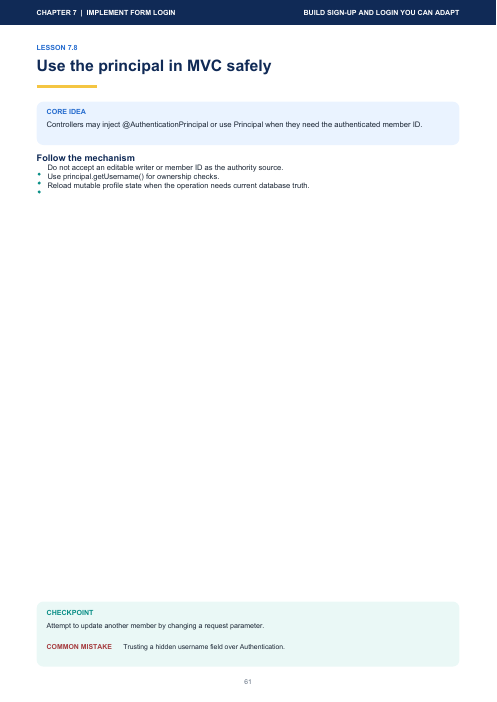 CHAPTER 7 | IMPLEMENT FORM LOGIN
BUILD SIGN-UP AND LOGIN YOU CAN ADAPT
LESSON 7.8
Use the principal in MVC safely
CORE IDEA
Controllers may inject @AuthenticationPrincipal or use Principal when they need the authenticated member ID.
Follow the mechanism
Do not accept an editable writer or member ID as the authority source.
Use principal.getUsername() for ownership checks.
Reload mutable profile state when the operation needs current database truth.
CHECKPOINT
Attempt to update another member by changing a request parameter.
COMMON MISTAKE Trusting a hidden username field over Authentication.
61